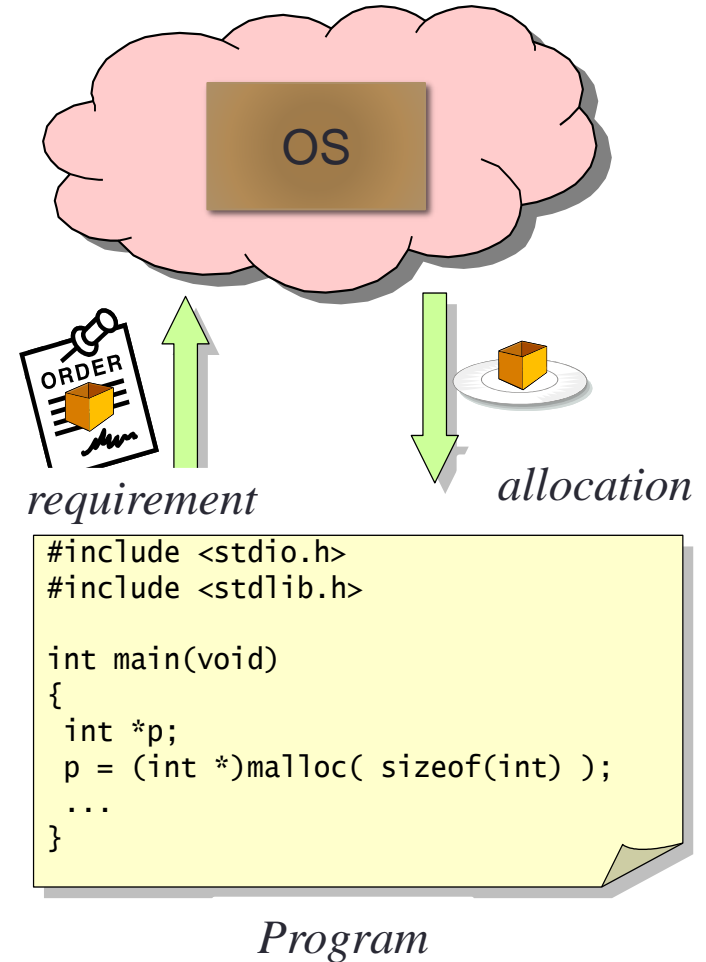 OS
ORDER
requirement
allocation
#include <stdio.h>
#include <stdlib.h>
int main(void)
{
int *p;
p = (int *)malloc( sizeof(int) );
...
}
Program